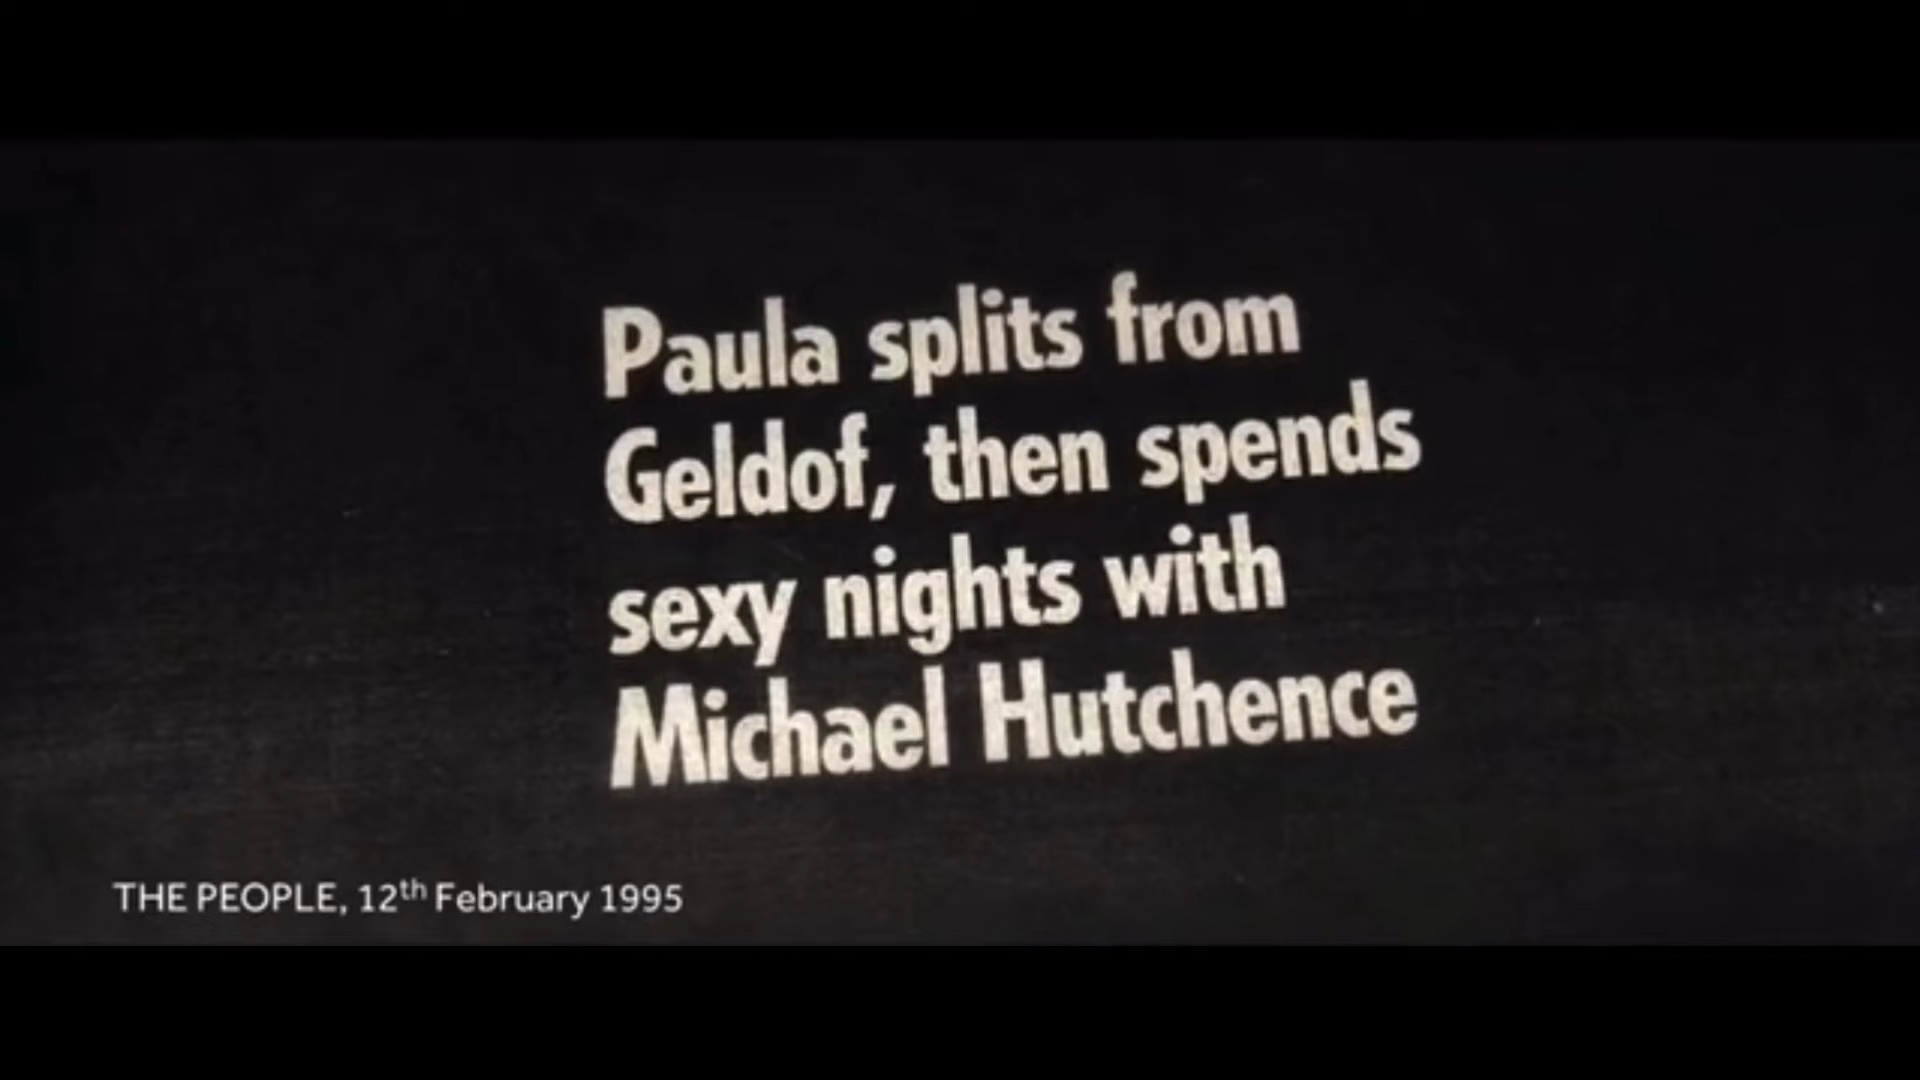 Paula splits from
Geldof, then spends
sexy nights with
Michael Hutchence
THE PEOPLE, 12th February 1995